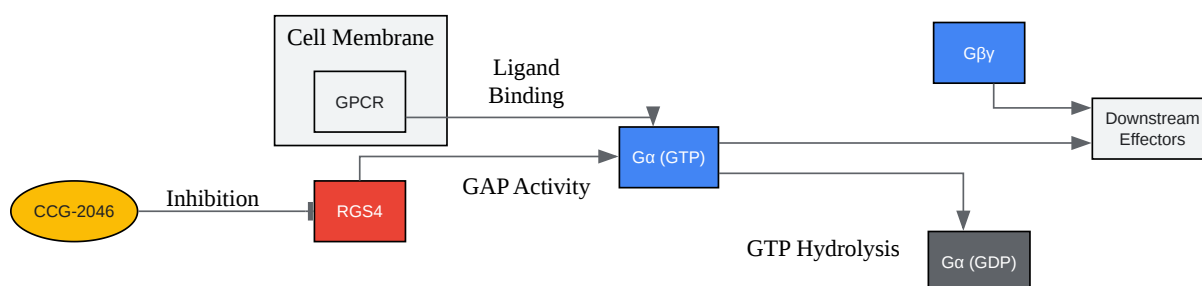 Cell Membrane
GPCR
Ligand
Binding
Gβγ
Downstream
Effectors
Gα (GTP)
GAP Activity
CCG-2046
Inhibition
RGS4
GTP Hydrolysis
Gα (GDP)